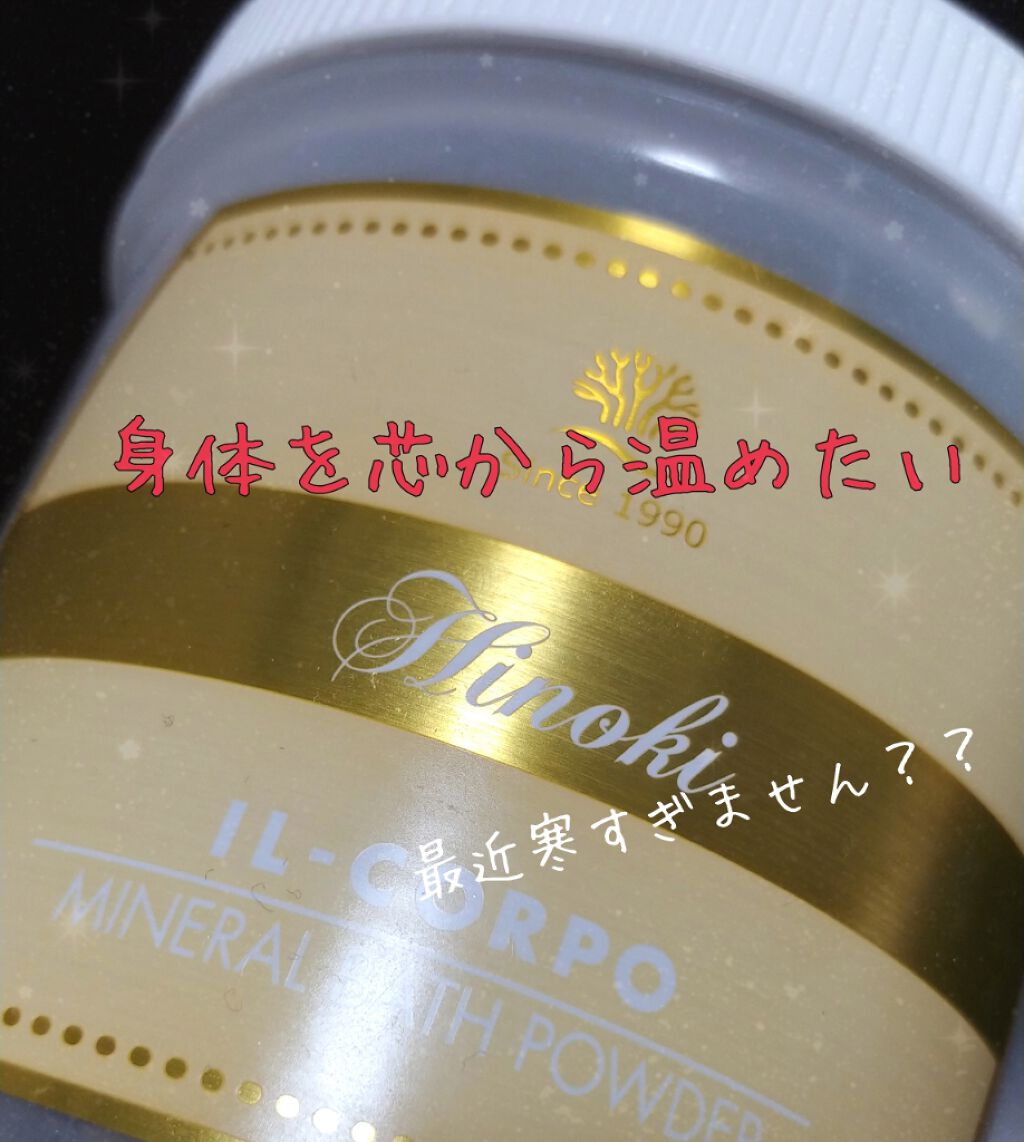 身体を芯から温めたい
Since 1990
Hinoki
最近寒すぎません??
IL-CORPO
MINERAL BATH POWDER